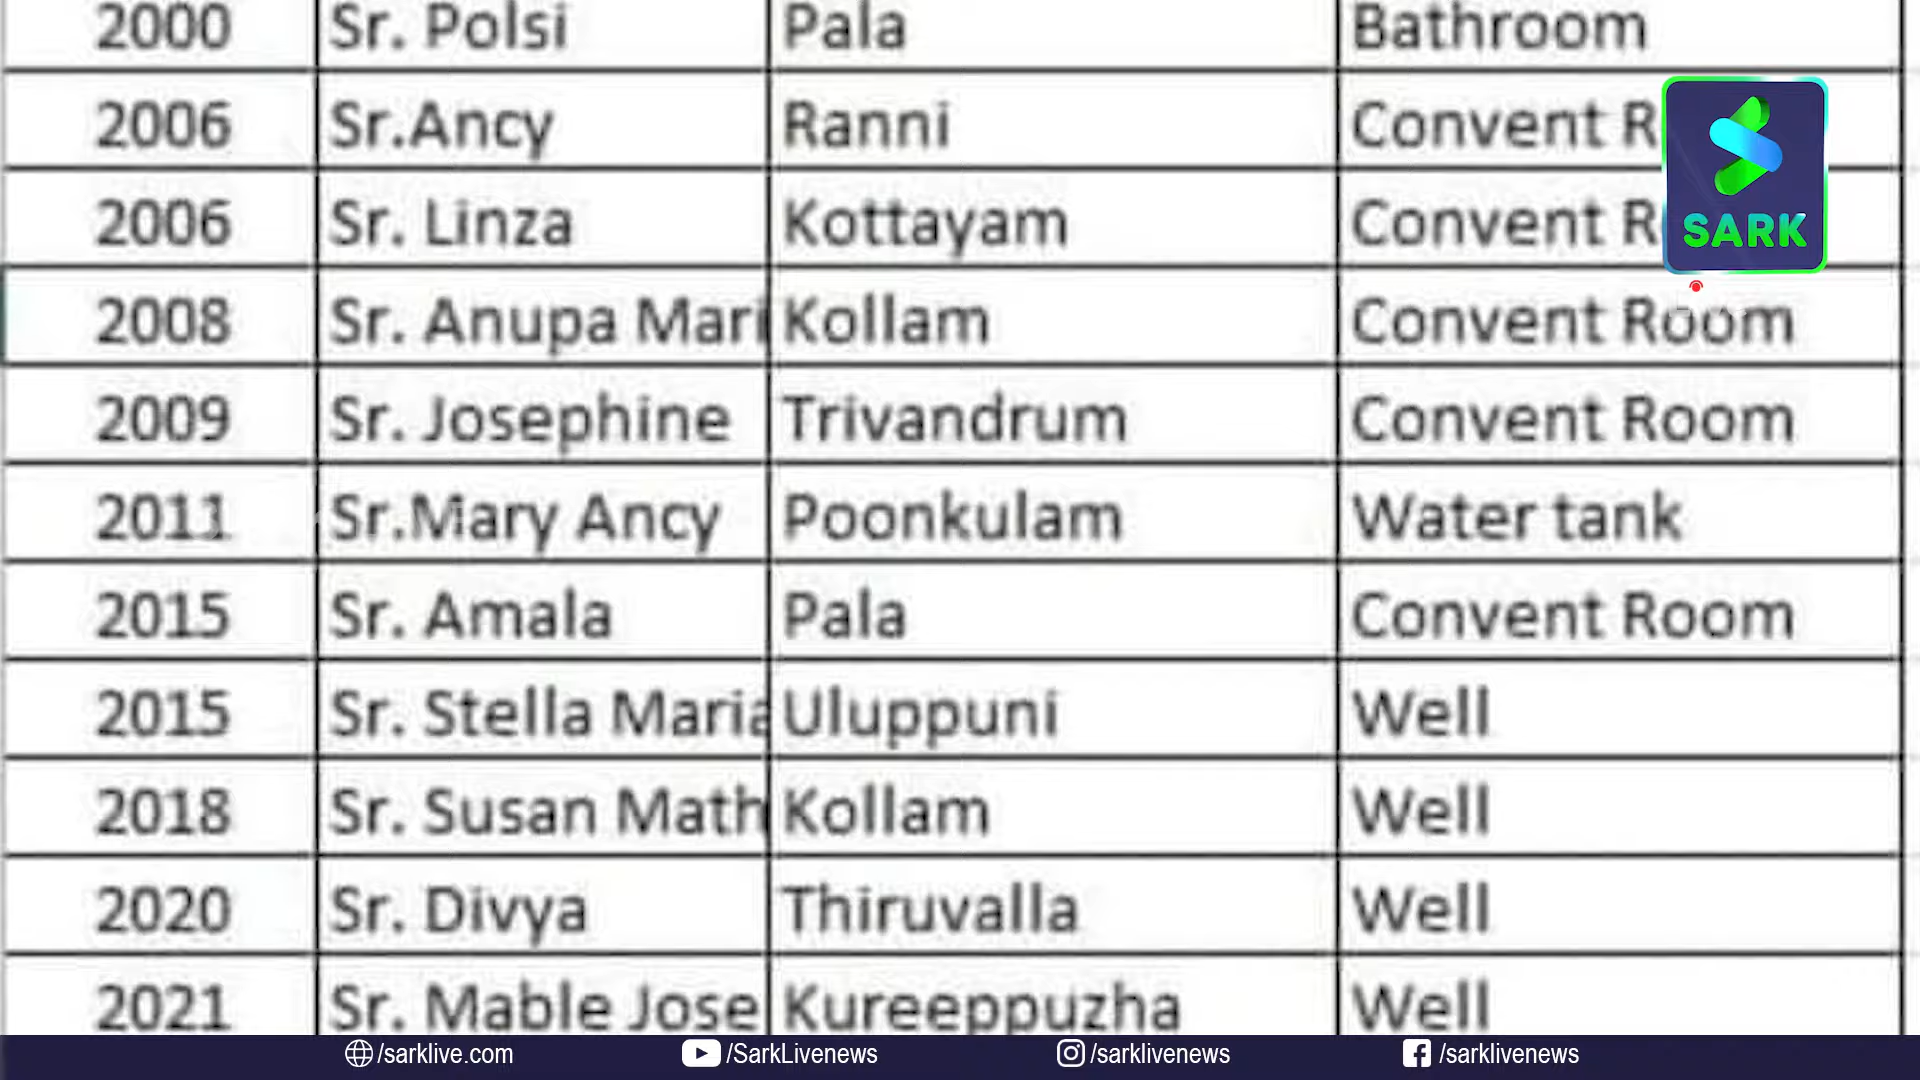 2000 Sr. Polsi Pala Bathroom
2006 Sr.Ancy Ranni Convent R
2006 Sr. Linza Kottayam Convent R
2008 Sr. Anupa Mari Kollam Convent Room
2009 Sr. Josephine Trivandrum Convent Room
2011 Sr.Mary Ancy Poonkulam Water tank
2015 Sr. Amala Pala Convent Room
2015 Sr. Stella Maria Uluppuni Well
2018 Sr. Susan Math Kollam Well
2020 Sr. Divya Thiruvalla Well
2021 Sr. Mable Jose Kureeppuzha Well
SARK
/sarklive.com /SarkLivenews /sarklivenews /sarklivenews